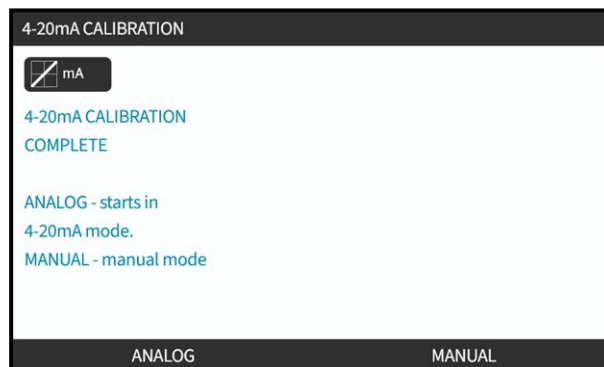 4-20mA CALIBRATION
mA
4-20mA CALIBRATION
COMPLETE
ANALOG - starts in
4-20mA mode.
MANUAL - manual mode
ANALOG MANUAL